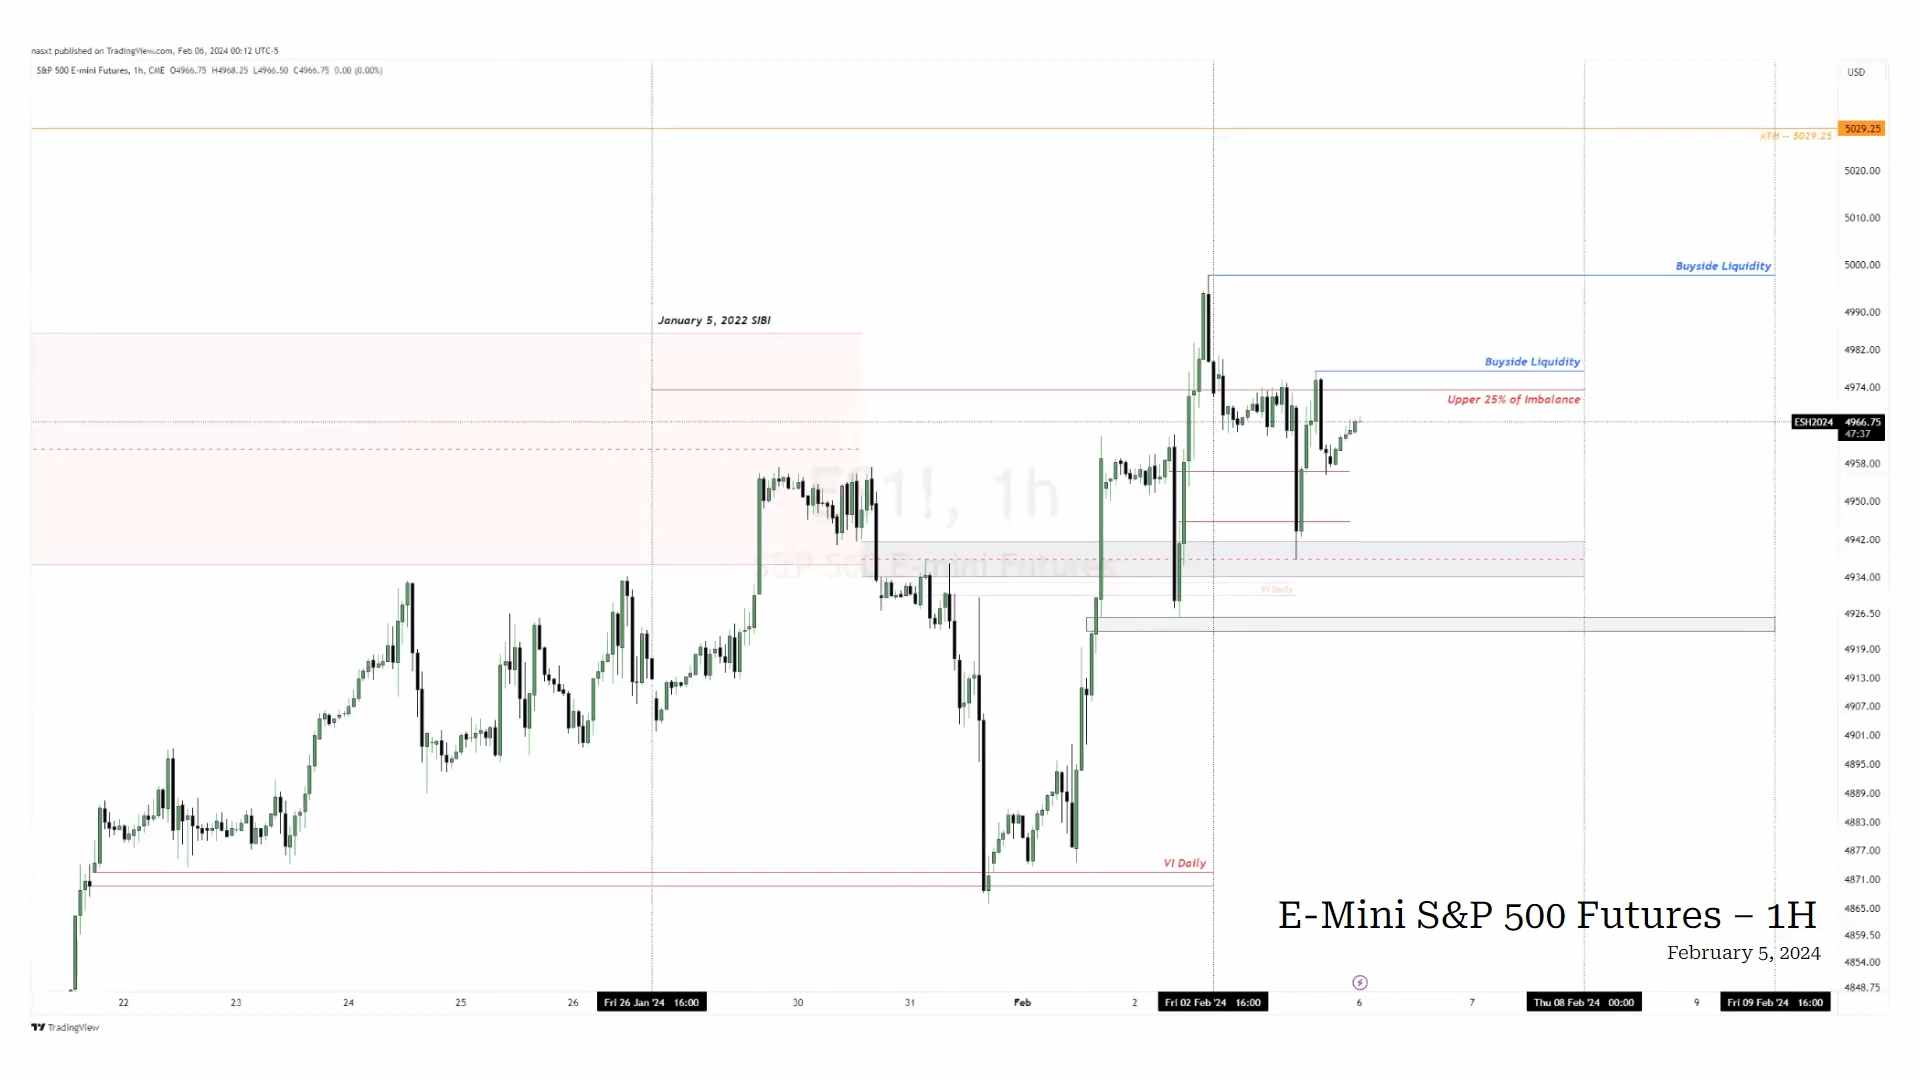 nasxt published on TradingView.com, Feb 06, 2024 00:12 UTC-5
S&P 500 E-mini Futures, 1h, CME O4966.75 H4968.25 L4966.50 C4966.75 0.00 (0.00%)
USD
5029.25
ATH -- 5029.25
5020.00
5010.00
5000.00
Buyside Liquidity
4990.00
January 5, 2022 SIBI
4982.00
Buyside Liquidity
4974.00
Upper 25% of Imbalance
ESH2024 4966.75
47:37
4958.00
ES1!, 1h
4950.00
4942.00
S&P 500 E-mini Futures
4934.00
VI Daily
4926.50
4919.00
4913.00
4907.00
4901.00
4895.00
4889.00
4883.00
4877.00
VI Daily
4871.00
4865.00
E-Mini S&P 500 Futures – 1H
4859.50
February 5, 2024
4854.00
4848.75
22 23 24 25 26 Fri 26 Jan '24 16:00 30 31 Feb 2 Fri 02 Feb '24 16:00 6 7 Thu 08 Feb '24 00:00 9 Fri 09 Feb '24 16:00
TradingView